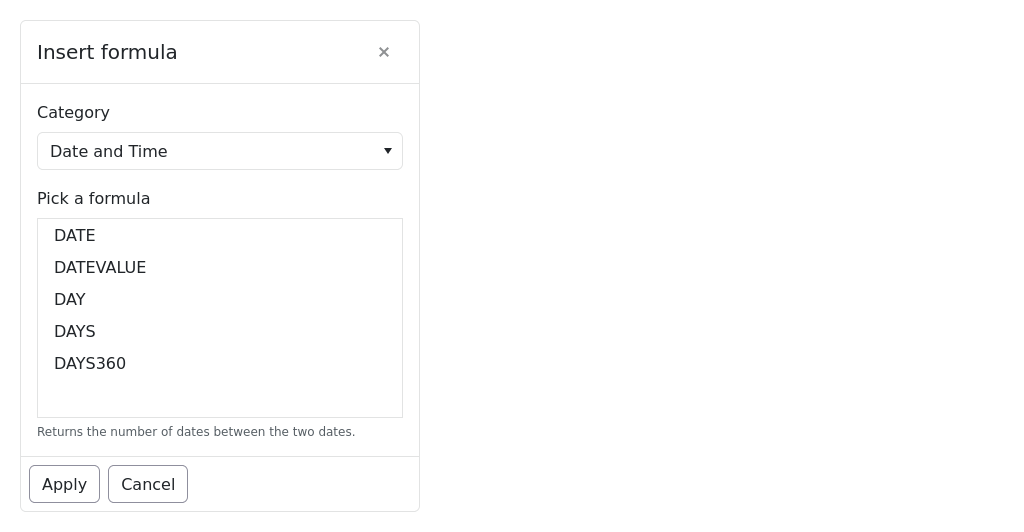 Insert formula
×
Category
Date and Time
Pick a formula
DATE
DATEVALUE
DAY
DAYS
DAYS360
Returns the number of dates between the two dates.
Apply
Cancel